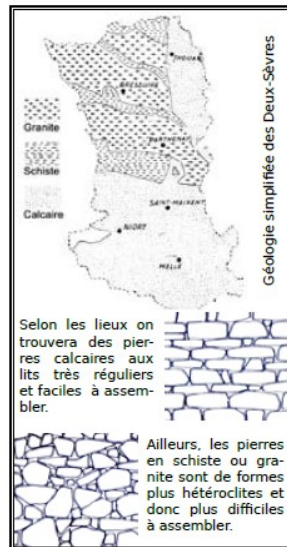 THOUARS
BRESSUIRE
Granite
PARTHENAY
Schiste
Calcaire
SAINT-MAIXENT
NIORT
MELLE
Géologie simplifiée des Deux-Sèvres
Selon les lieux on
trouvera des pier-
res calcaires aux
lits très réguliers
et faciles à assem-
bler.
Ailleurs, les pierres
en schiste ou gra-
nite sont de formes
plus hétéroclites et
donc plus difficiles
à assembler.